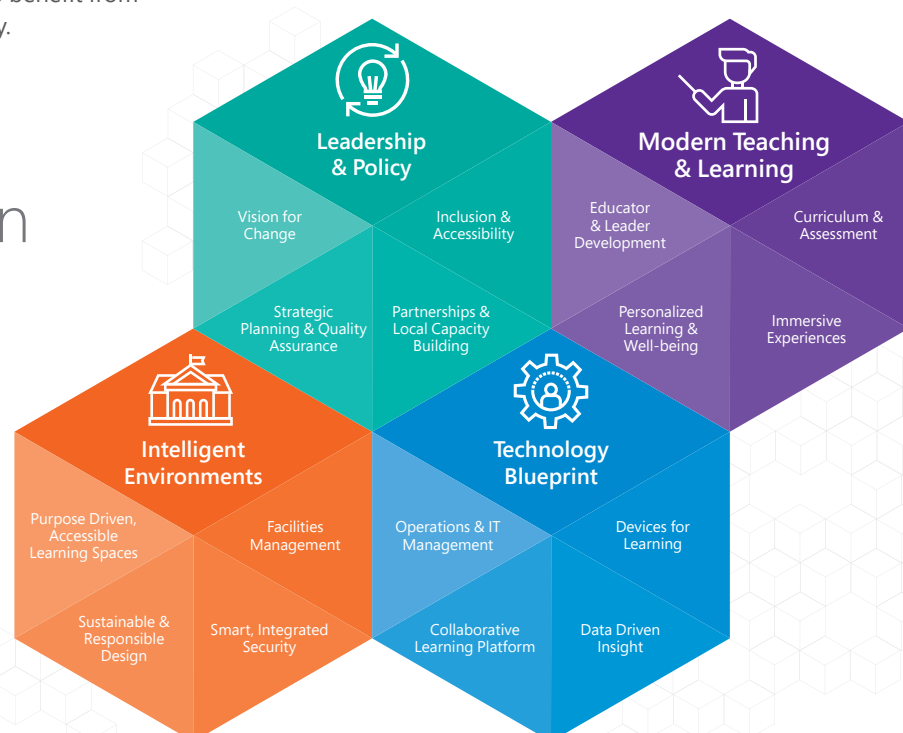 benefit from
y.
n
Leadership
& Policy
Vision for
Change
Inclusion &
Accessibility
Strategic
Planning & Quality
Assurance
Partnerships &
Local Capacity
Building
Modern Teaching
& Learning
Educator
& Leader
Development
Curriculum &
Assessment
Personalized
Learning &
Well-being
Immersive
Experiences
Intelligent
Environments
Purpose Driven,
Accessible
Learning Spaces
Facilities
Management
Sustainable &
Responsible
Design
Smart, Integrated
Security
Technology
Blueprint
Operations & IT
Management
Devices for
Learning
Collaborative
Learning Platform
Data Driven
Insight